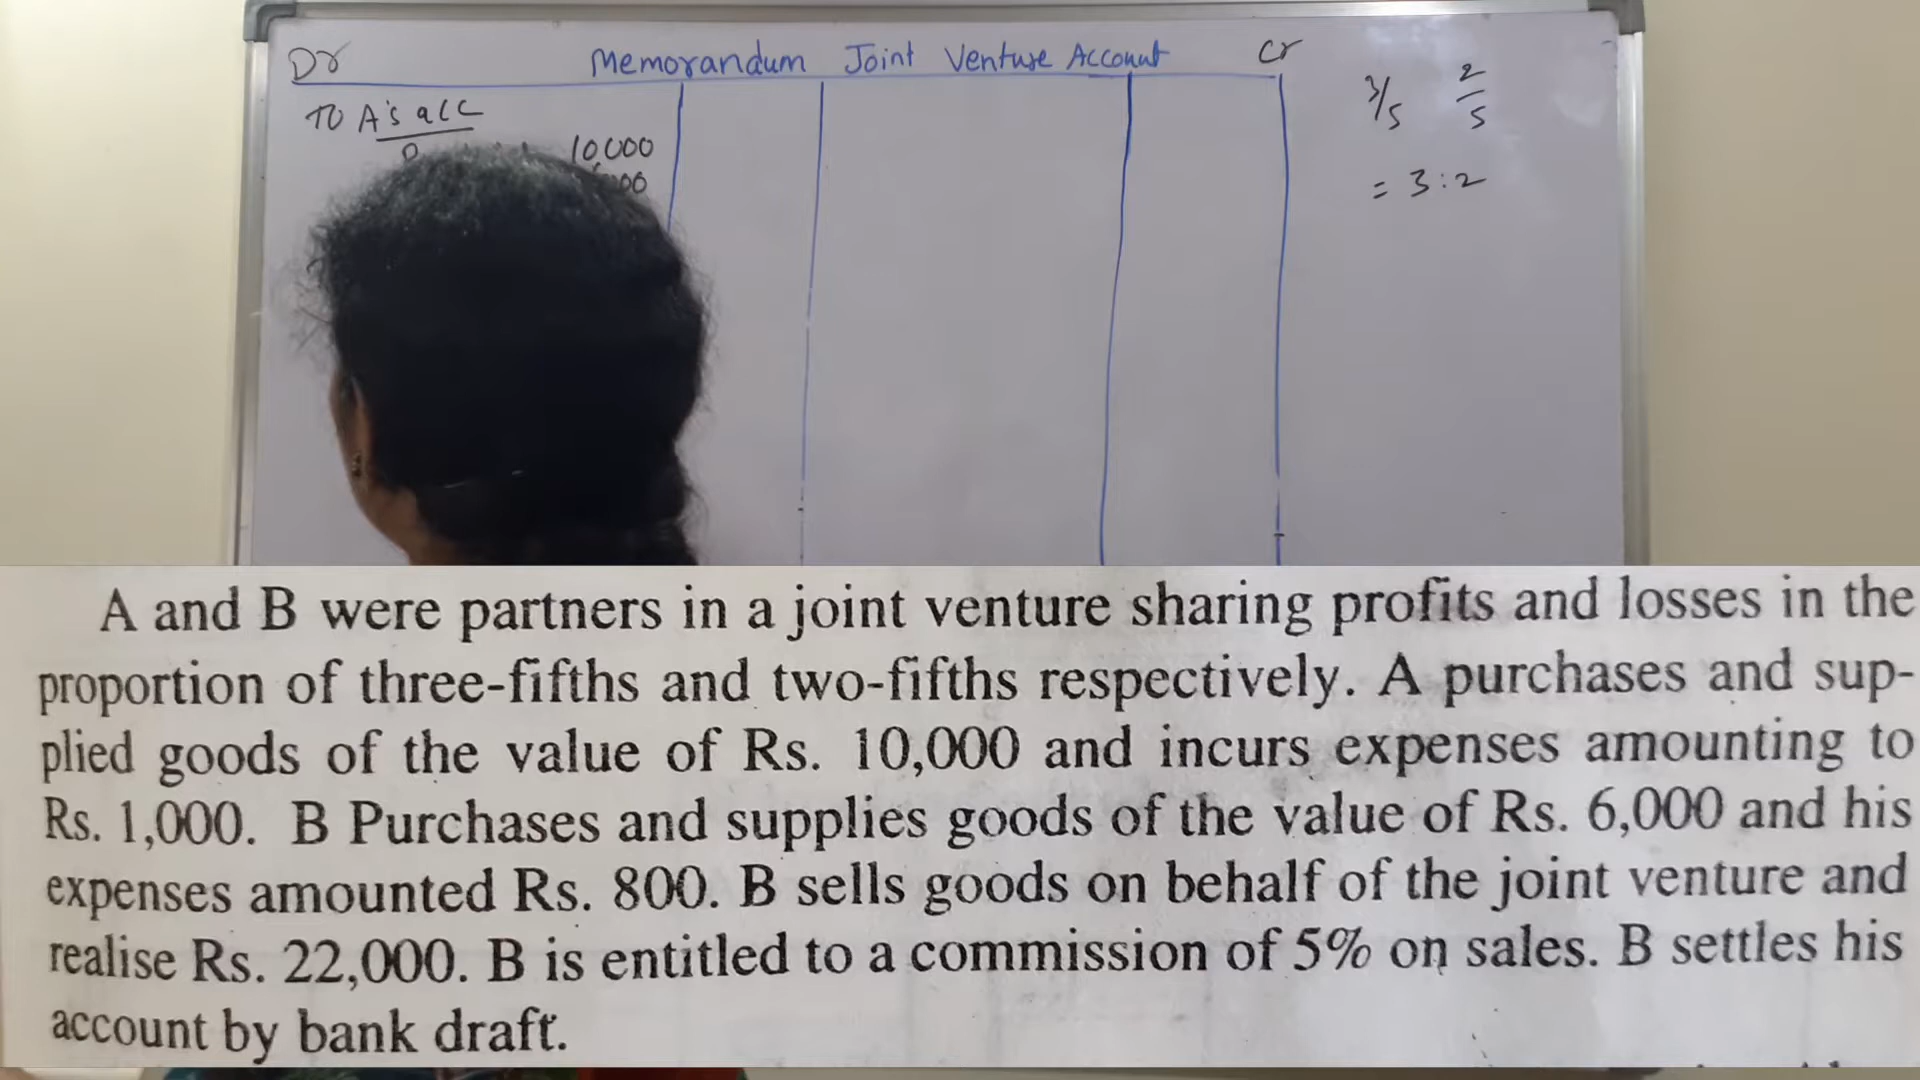 Dr Memorandum Joint Venture Account Cr
To A's a/c
10000
3/5 2/5
= 3:2
A and B were partners in a joint venture sharing profits and losses in the
proportion of three-fifths and two-fifths respectively. A purchases and sup-
plied goods of the value of Rs. 10,000 and incurs expenses amounting to
Rs. 1,000. B Purchases and supplies goods of the value of Rs. 6,000 and his
expenses amounted Rs. 800. B sells goods on behalf of the joint venture and
realise Rs. 22,000. B is entitled to a commission of 5% on sales. B settles his
account by bank draft.